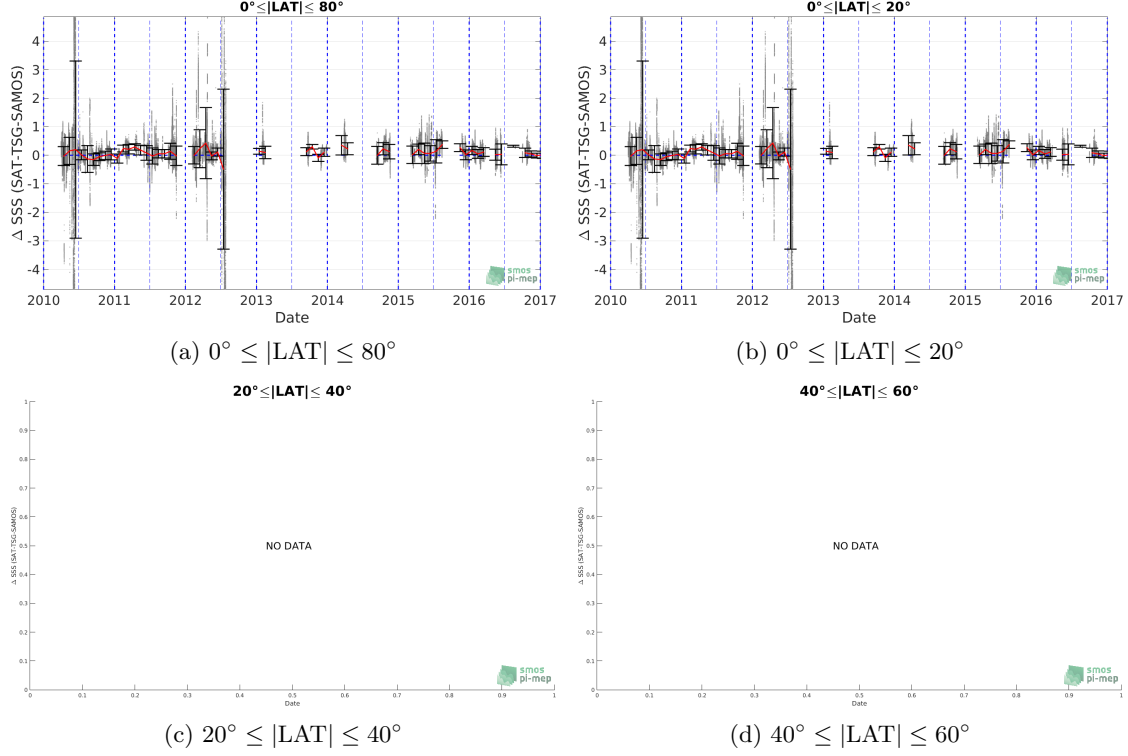 0°≤|LAT|≤ 80°
Δ SSS (SAT-TSG-SAMOS)
4
3
2
1
0
-1
-2
-3
-4
2010 2011 2012 2013 2014 2015 2016 2017
Date
smos
pi-mep
(a) 0° ≤ |LAT| ≤ 80°
0°≤|LAT|≤ 20°
Δ SSS (SAT-TSG-SAMOS)
4
3
2
1
0
-1
-2
-3
-4
2010 2011 2012 2013 2014 2015 2016 2017
Date
smos
pi-mep
(b) 0° ≤ |LAT| ≤ 20°
20°≤|LAT|≤ 40°
Δ SSS (SAT-TSG-SAMOS)
1
0.9
0.8
0.7
0.6
0.5
0.4
0.3
0.2
0.1
0
NO DATA
0 0.1 0.2 0.3 0.4 0.5 0.6 0.7 0.8 0.9 1
Date
smos
pi-mep
(c) 20° ≤ |LAT| ≤ 40°
40°≤|LAT|≤ 60°
Δ SSS (SAT-TSG-SAMOS)
1
0.9
0.8
0.7
0.6
0.5
0.4
0.3
0.2
0.1
0
NO DATA
0 0.1 0.2 0.3 0.4 0.5 0.6 0.7 0.8 0.9 1
Date
smos
pi-mep
(d) 40° ≤ |LAT| ≤ 60°